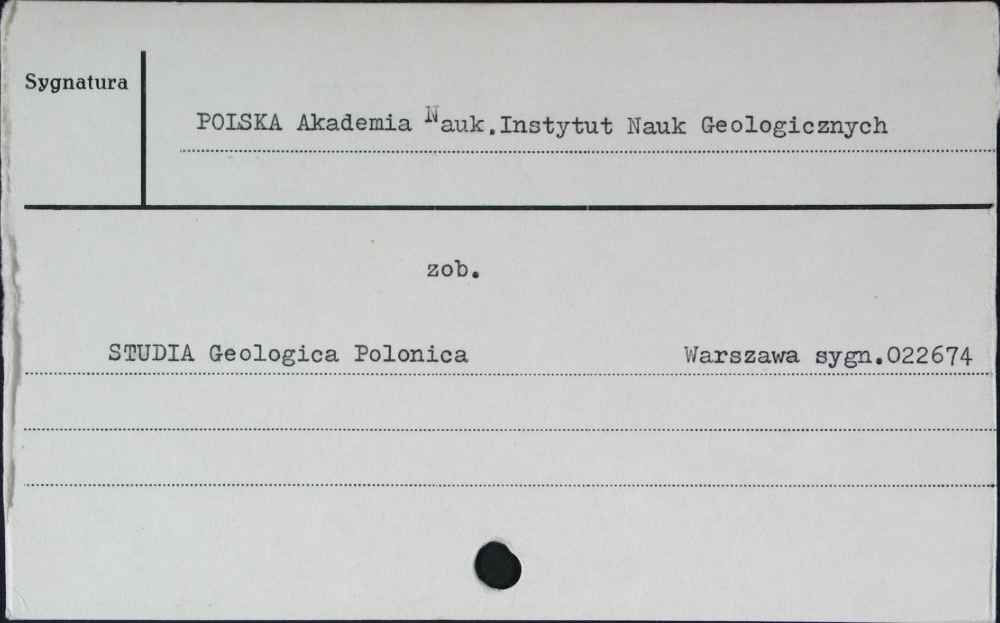 Sygnatura
POLSKA Akademia Nauk.Instytut Nauk Geologicznych
zob.
STUDIA Geologica Polonica Warszawa sygn.022674